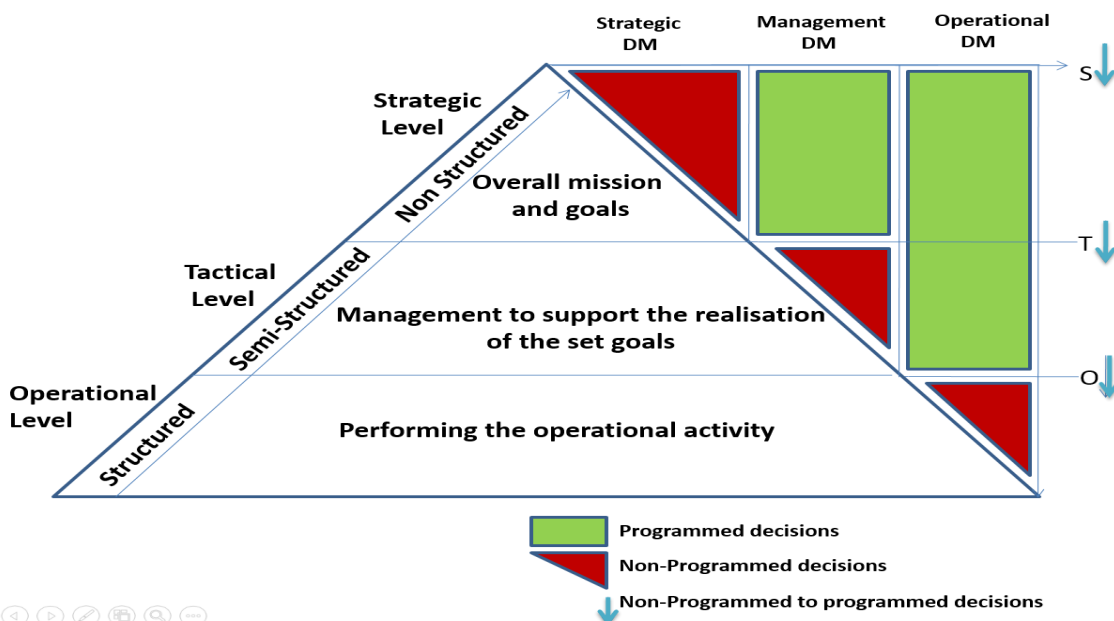 Strategic
DM
Management
DM
Operational
DM
S
Strategic
Level
Non Structured
Overall mission
and goals
T
Tactical
Level
Semi-Structured
Management to support the realisation
of the set goals
O
Operational
Level
Structured
Performing the operational activity
Programmed decisions
Non-Programmed decisions
Non-Programmed to programmed decisions